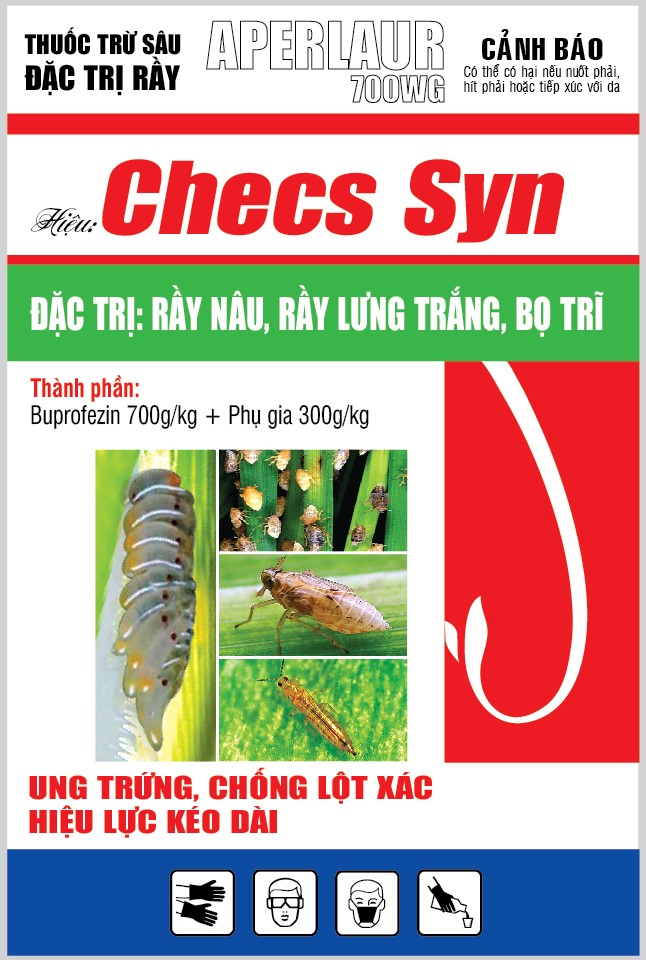 THUỐC TRỪ SÂU
ĐẶC TRỊ RẦY
APERLAUR
700WG
CẢNH BÁO
Có thể có hại nếu nuốt phải,
hít phải hoặc tiếp xúc với da
Hiệu: Checs Syn
ĐẶC TRỊ: RẦY NÂU, RẦY LƯNG TRẮNG, BỌ TRĨ
Thành phần:
Buprofezin 700g/kg + Phụ gia 300g/kg
UNG TRỨNG, CHỐNG LỘT XÁC
HIỆU LỰC KÉO DÀI